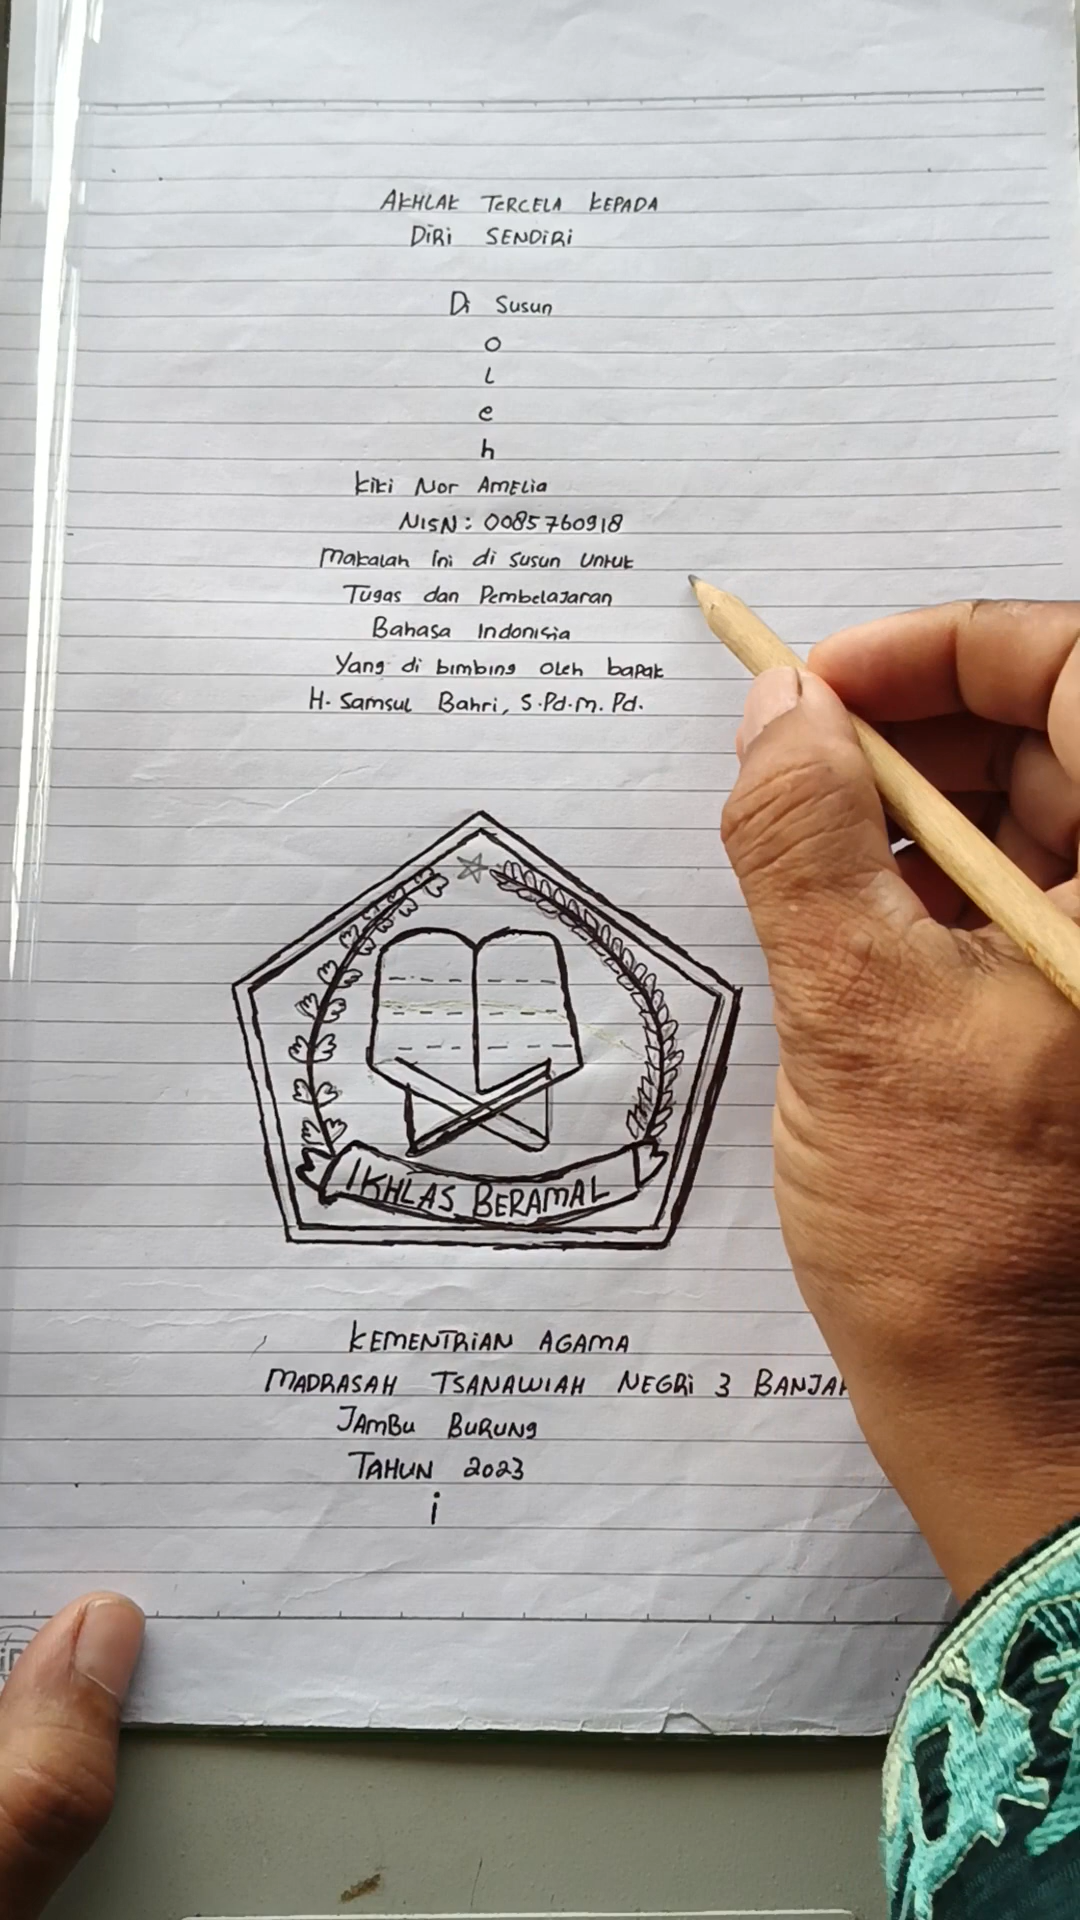 AKHLAK TERCELA KEPADA
DIRI SENDIRI
Di Susun
o
L
e
h
Kiki Nor Amelia
NISN: 0085760918
Makalah Ini di Susun Untuk
Tugas dan Pembelajaran
Bahasa Indonisia
Yang di bimbing oleh bapak
H. Samsul Bahri, S.Pd.M.Pd.
IKHLAS BERAMAL
KEMENTRIAN AGAMA
MADRASAH TSANAWIAH NEGRI 3 BANJAR
JAMBU BURUNG
TAHUN 2023
i